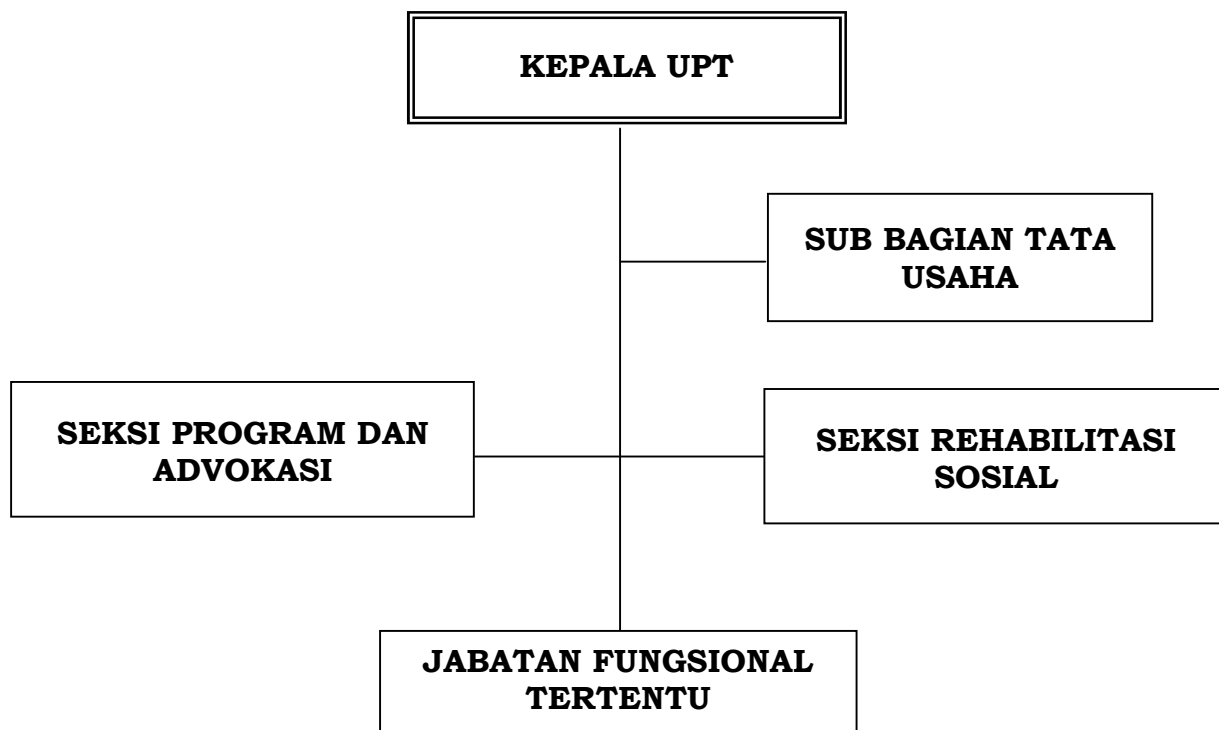 KEPALA UPT
SUB BAGIAN TATA
USAHA
SEKSI PROGRAM DAN
ADVOKASI
SEKSI REHABILITASI
SOSIAL
JABATAN FUNGSIONAL
TERTENTU